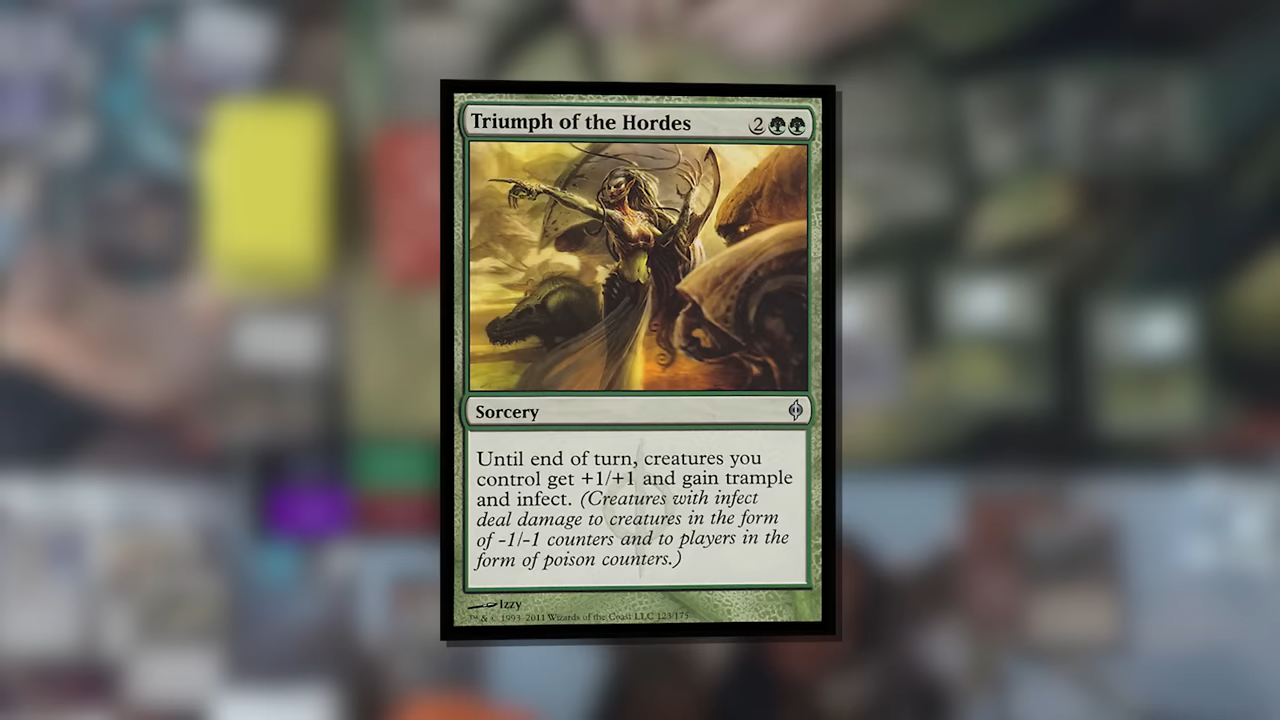 Triumph of the Hordes 2
Sorcery
Until end of turn, creatures you
control get +1/+1 and gain trample
and infect. (Creatures with infect
deal damage to creatures in the form
of -1/-1 counters and to players in the
form of poison counters.)
Izzy
™ & © 1993–2011 Wizards of the Coast LLC 123/175